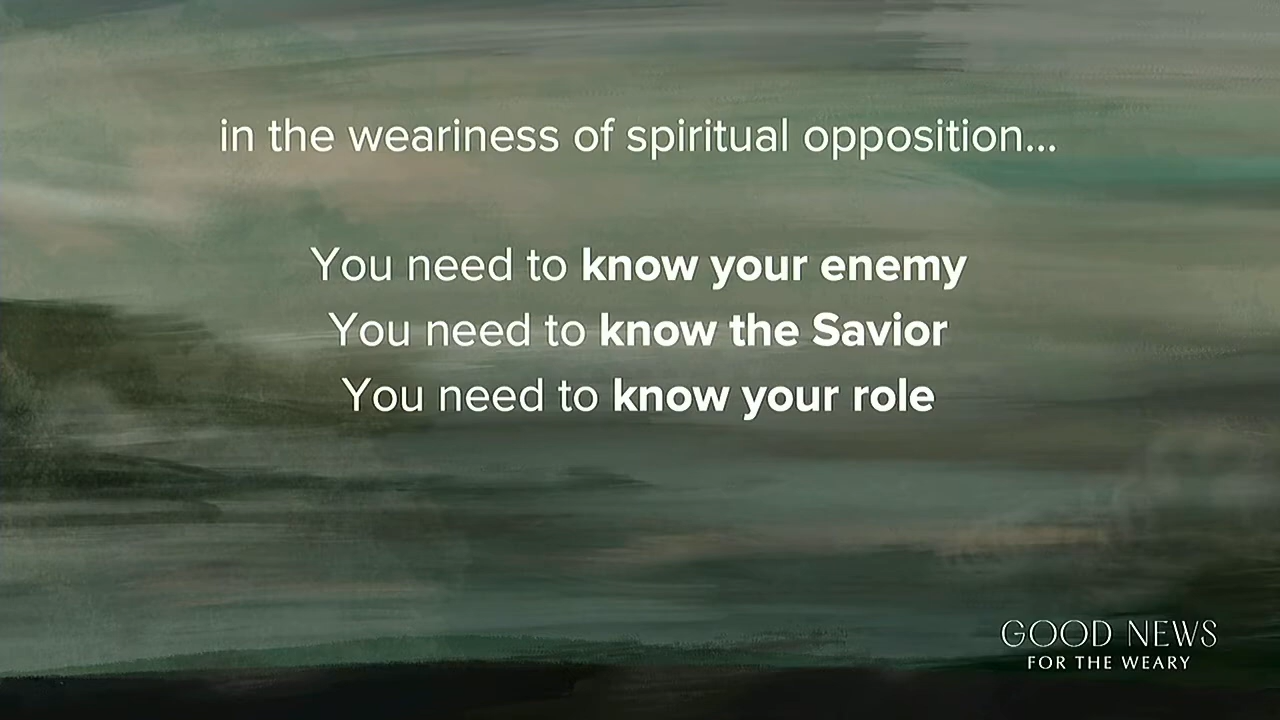 in the weariness of spiritual opposition...
You need to know your enemy
You need to know the Savior
You need to know your role
GOOD NEWS
FOR THE WEARY